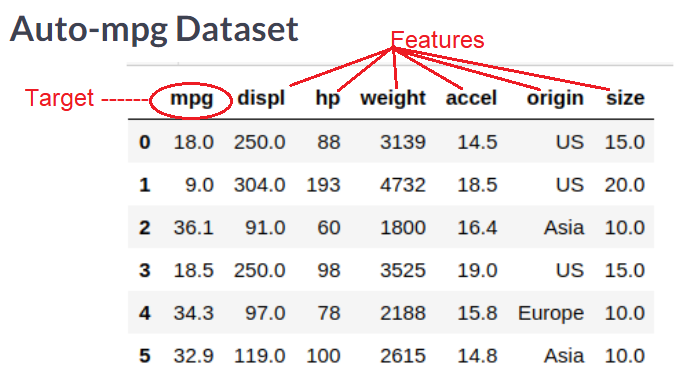 Auto-mpg Dataset
Features
Target
mpg displ hp weight accel origin size
0 18.0 250.0 88 3139 14.5 US 15.0
1 9.0 304.0 193 4732 18.5 US 20.0
2 36.1 91.0 60 1800 16.4 Asia 10.0
3 18.5 250.0 98 3525 19.0 US 15.0
4 34.3 97.0 78 2188 15.8 Europe 10.0
5 32.9 119.0 100 2615 14.8 Asia 10.0